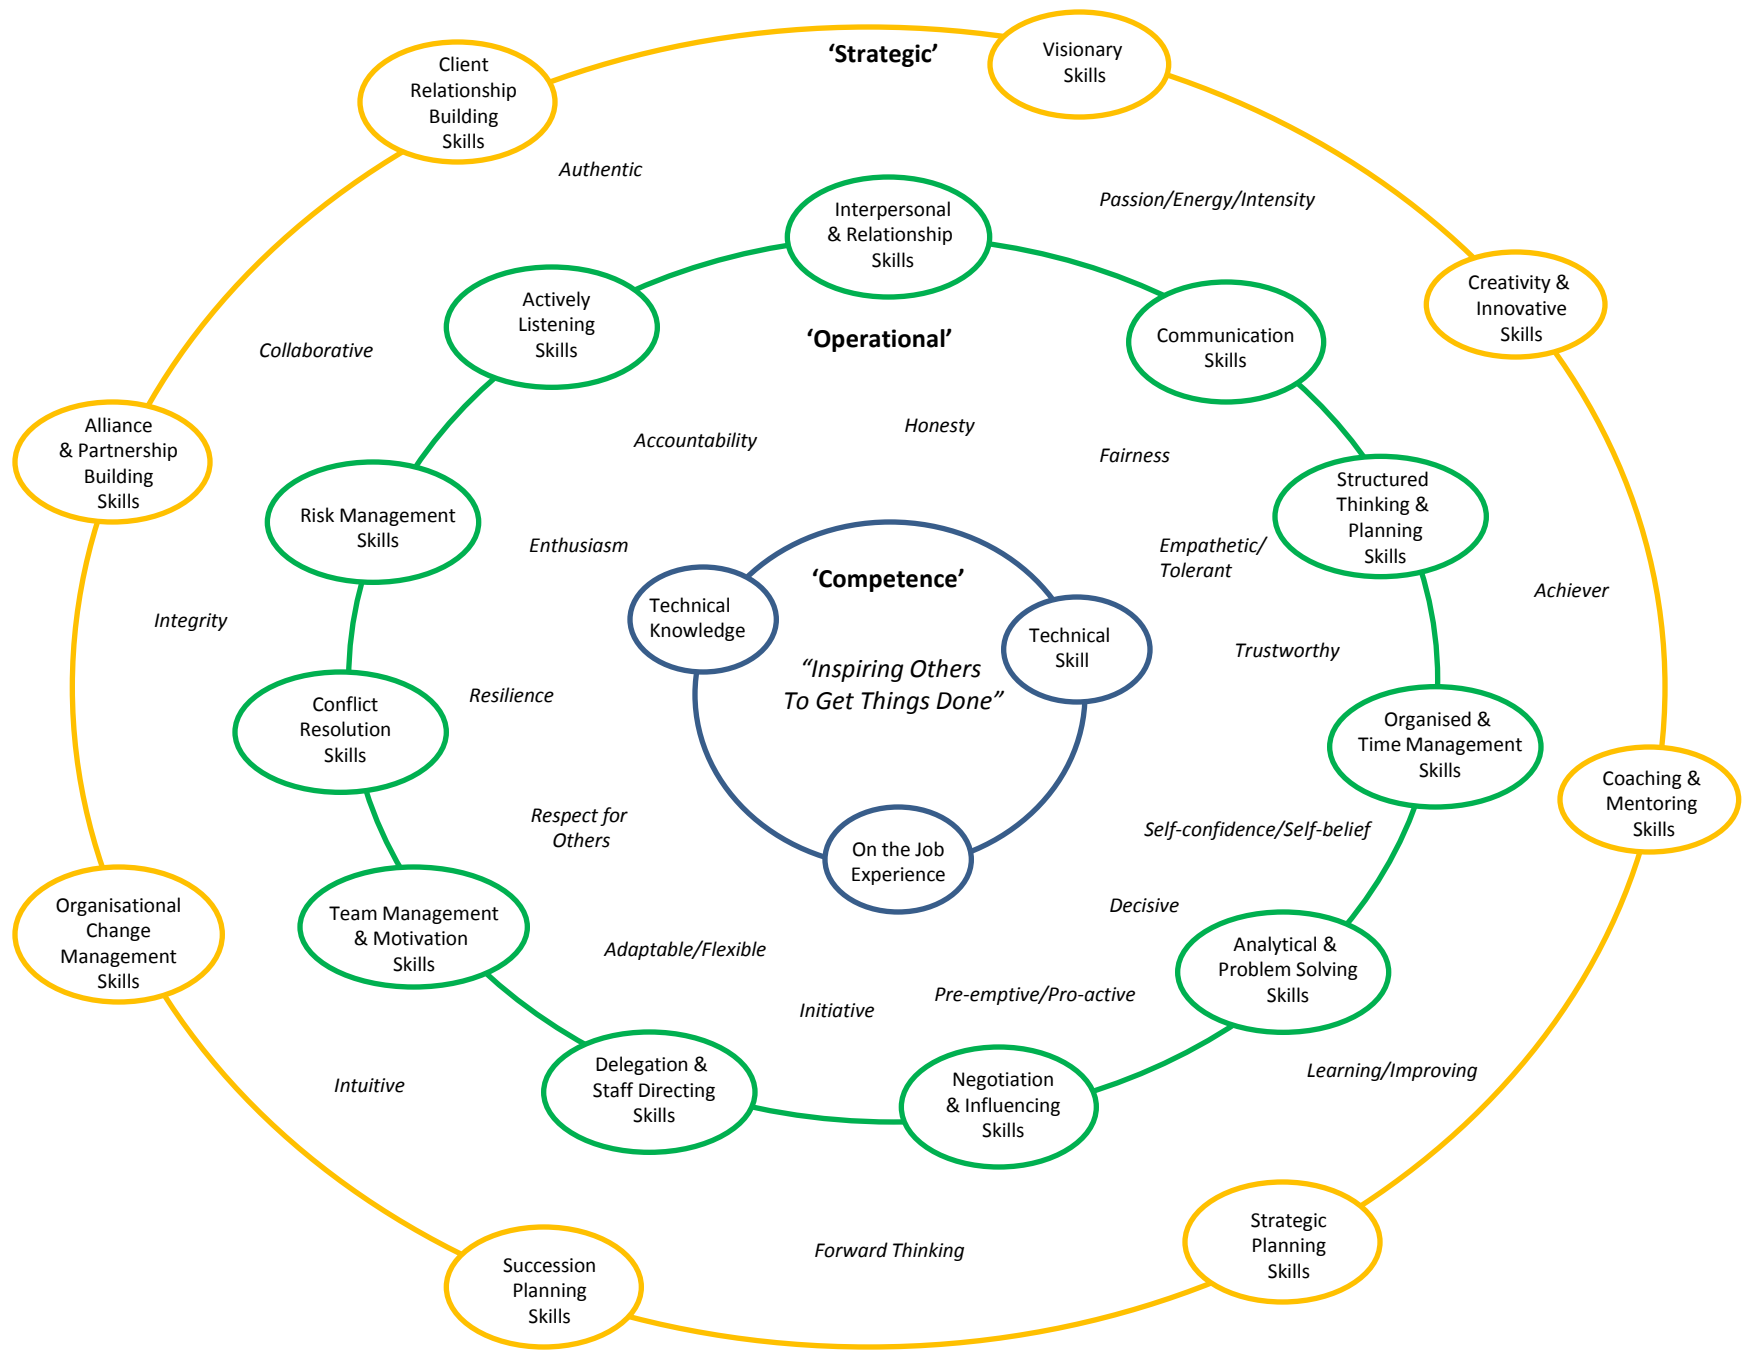 ‘Strategic’
Visionary
Skills
Client
Relationship
Building
Skills
Authentic
Passion/Energy/Intensity
Interpersonal
& Relationship
Skills
Creativity &
Innovative
Skills
Actively
Listening
Skills
‘Operational’
Communication
Skills
Collaborative
Alliance
& Partnership
Building
Skills
Accountability
Honesty
Fairness
Structured
Thinking &
Planning
Skills
Risk Management
Skills
Enthusiasm
Empathetic/
Tolerant
‘Competence’
Technical
Knowledge
Technical
Skill
Achiever
Integrity
Trustworthy
“Inspiring Others
To Get Things Done”
Resilience
Conflict
Resolution
Skills
Organised &
Time Management
Skills
Coaching &
Mentoring
Skills
Respect for
Others
Self-confidence/Self-belief
On the Job
Experience
Organisational
Change
Management
Skills
Team Management
& Motivation
Skills
Decisive
Adaptable/Flexible
Analytical &
Problem Solving
Skills
Pre-emptive/Pro-active
Initiative
Intuitive
Delegation &
Staff Directing
Skills
Negotiation
& Influencing
Skills
Learning/Improving
Forward Thinking
Strategic
Planning
Skills
Succession
Planning
Skills